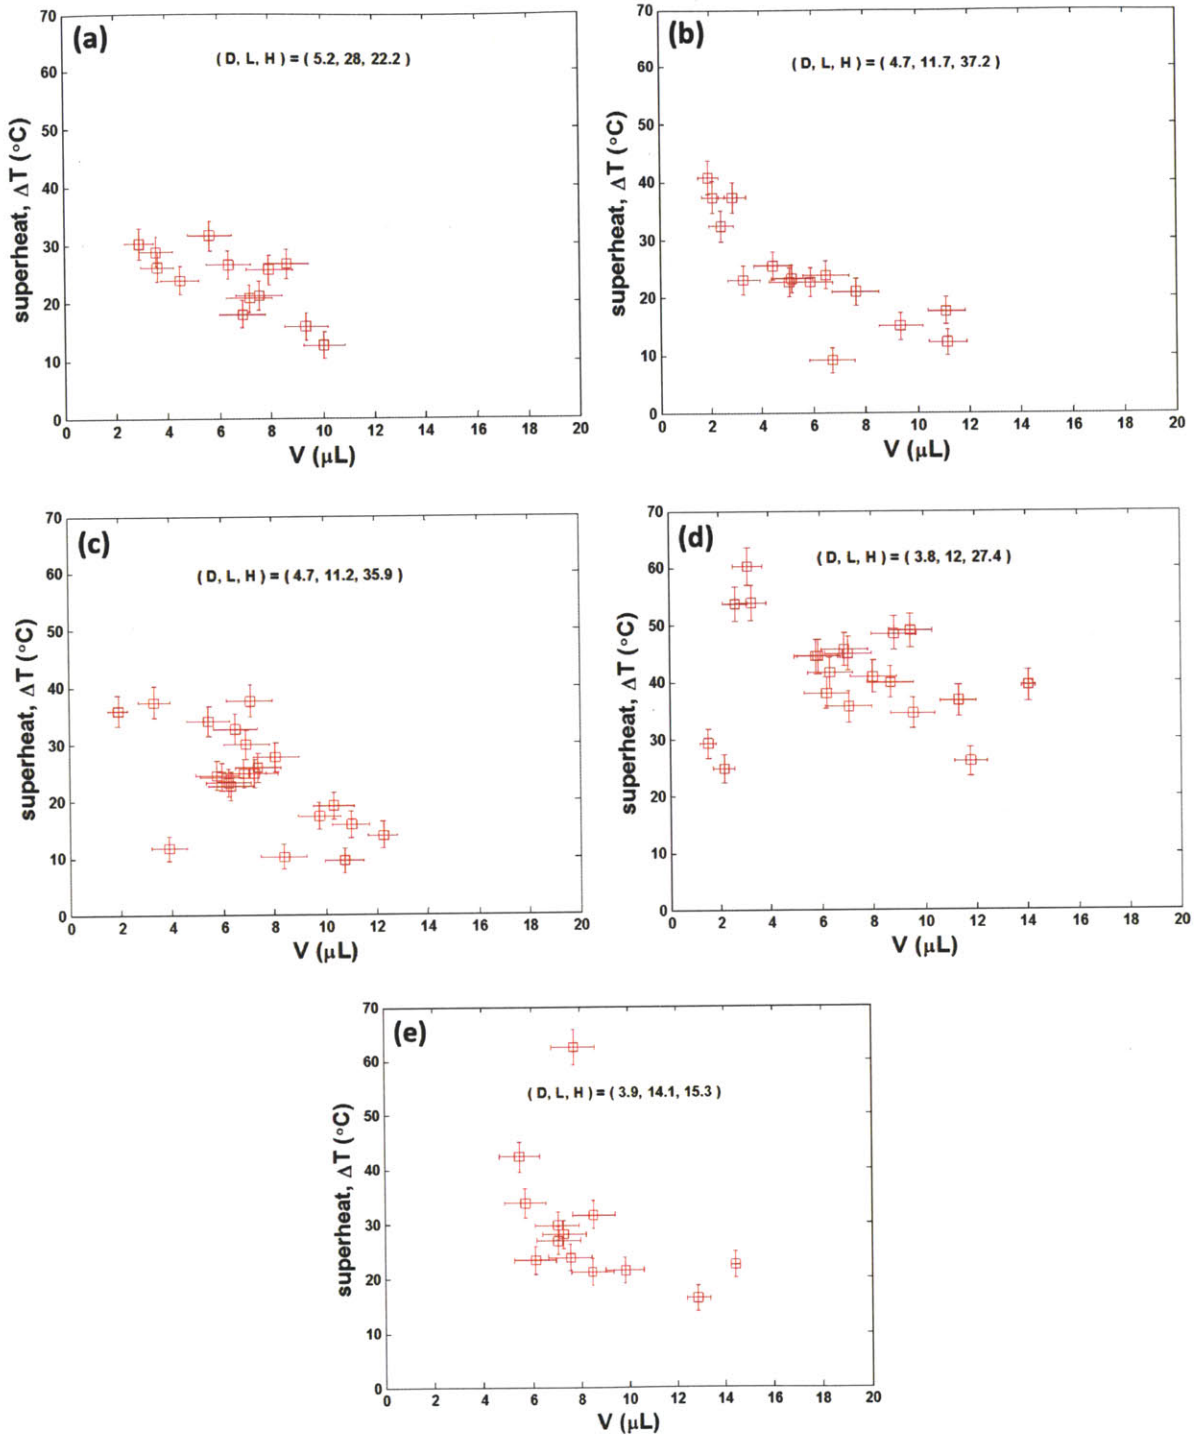 (a)
( D, L, H ) = ( 5.2, 28, 22.2 )
superheat, ΔT (°C)
70
60
50
40
30
20
10
0
0 2 4 6 8 10 12 14 16 18 20
V (μL)
(b)
( D, L, H ) = ( 4.7, 11.7, 37.2 )
superheat, ΔT (°C)
70
60
50
40
30
20
10
0
0 2 4 6 8 10 12 14 16 18 20
V (μL)
(c)
( D, L, H ) = ( 4.7, 11.2, 35.9 )
superheat, ΔT (°C)
70
60
50
40
30
20
10
0
0 2 4 6 8 10 12 14 16 18 20
V (μL)
(d)
( D, L, H ) = ( 3.8, 12, 27.4 )
superheat, ΔT (°C)
70
60
50
40
30
20
10
0
0 2 4 6 8 10 12 14 16 18 20
V (μL)
(e)
( D, L, H ) = ( 3.9, 14.1, 15.3 )
superheat, ΔT (°C)
70
60
50
40
30
20
10
0
0 2 4 6 8 10 12 14 16 18 20
V (μL)